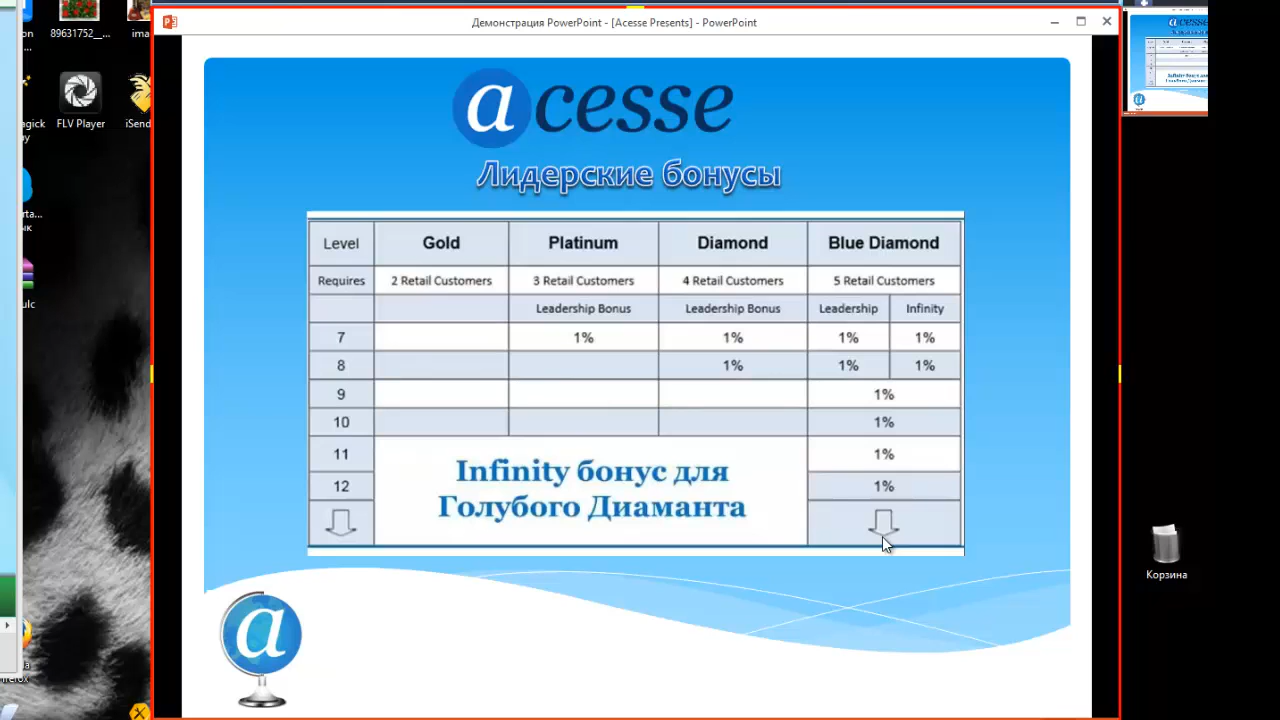 Демонстрация PowerPoint - [Acesse Presents] - PowerPoint
89631752__...
ima
FLV Player
iSend
Корзина
acesse
Лидерские бонусы
Level Gold Platinum Diamond Blue Diamond
Requires 2 Retail Customers 3 Retail Customers 4 Retail Customers 5 Retail Customers
Leadership Bonus Leadership Bonus Leadership Infinity
7 1% 1% 1% 1%
8 1% 1% 1%
9 1%
10 1%
11 1%
12 1%
Infinity бонус для
Голубого Диаманта
a